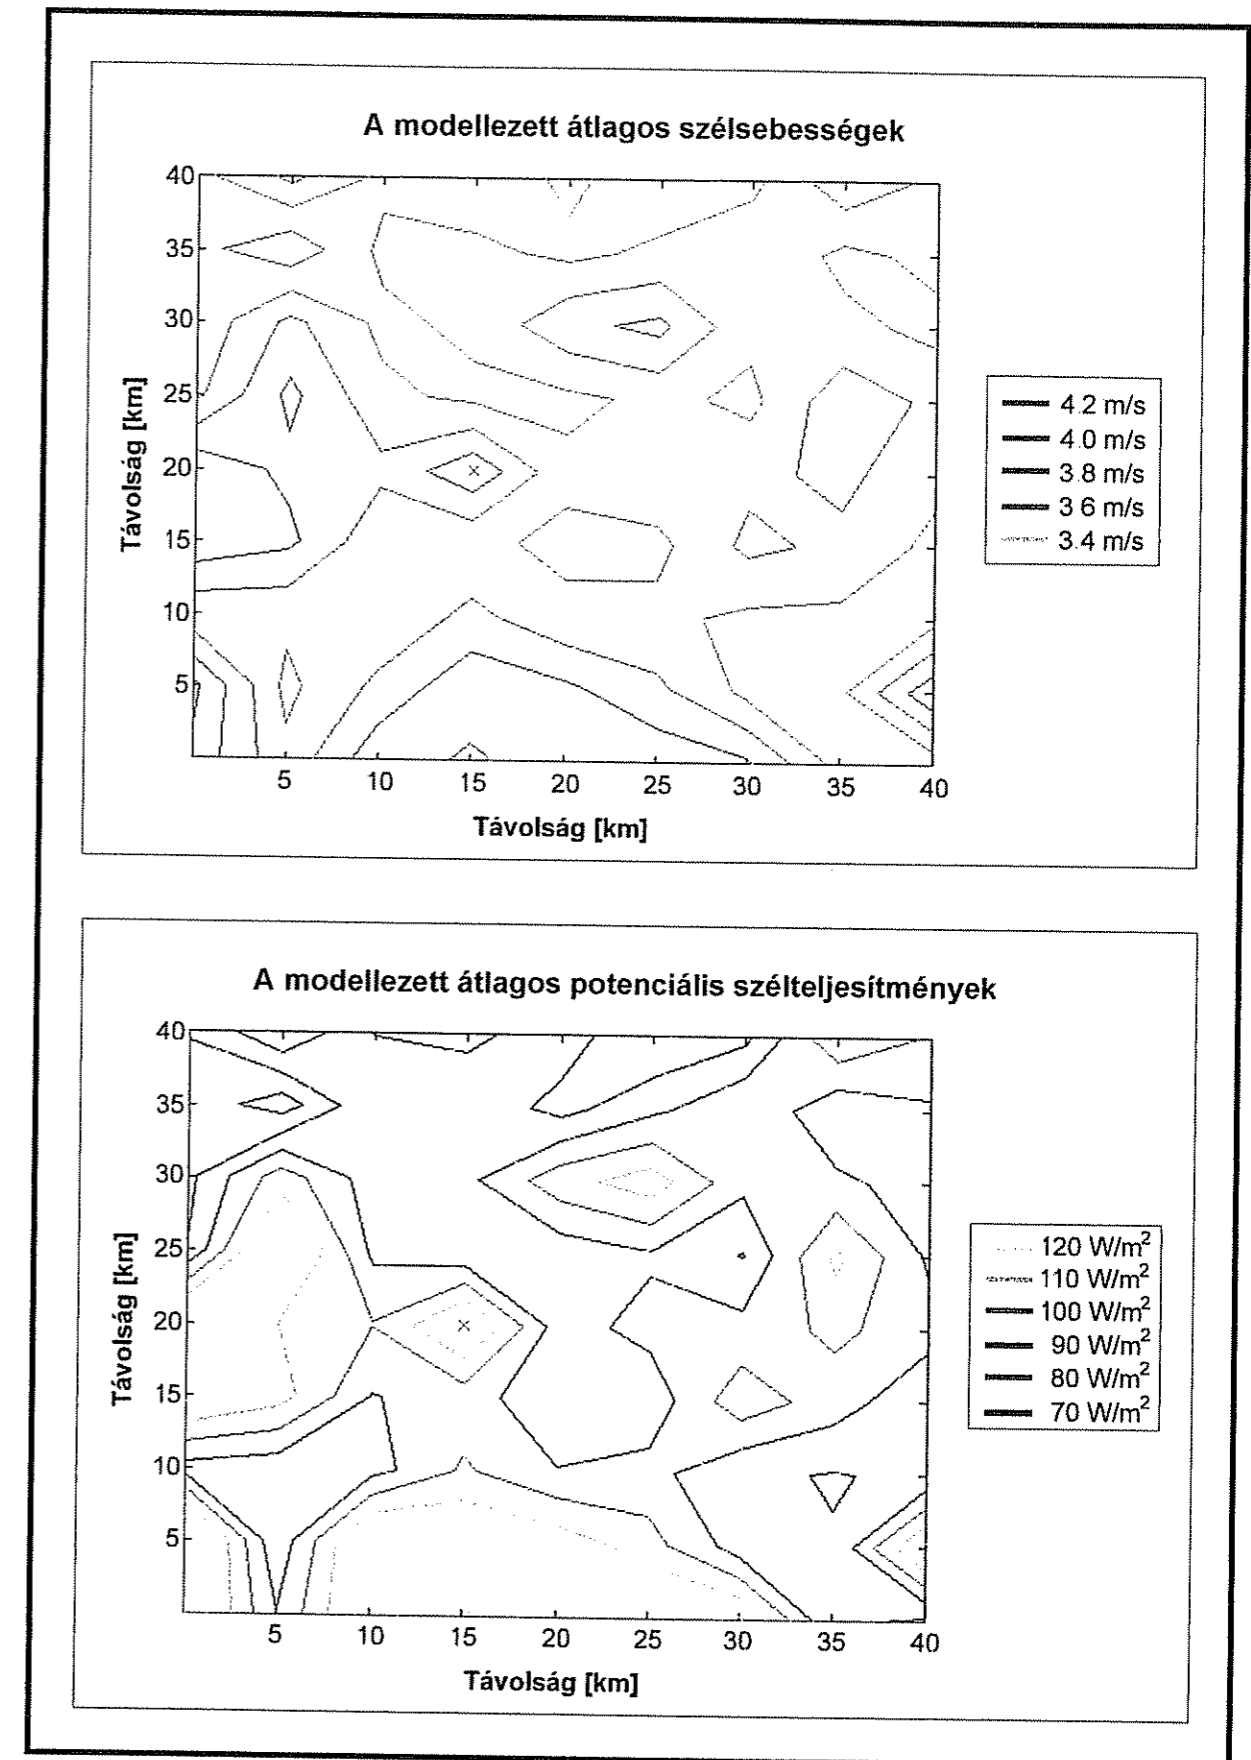 A modellezett átlagos szélsebességek
40
35
30
25
20
15
10
5
Távolság [km]
5 10 15 20 25 30 35 40
Távolság [km]
4.2 m/s
4.0 m/s
3.8 m/s
3.6 m/s
3.4 m/s
A modellezett átlagos potenciális szélteljesítmények
40
35
30
25
20
15
10
5
Távolság [km]
5 10 15 20 25 30 35 40
Távolság [km]
120 W/m²
110 W/m²
100 W/m²
90 W/m²
80 W/m²
70 W/m²